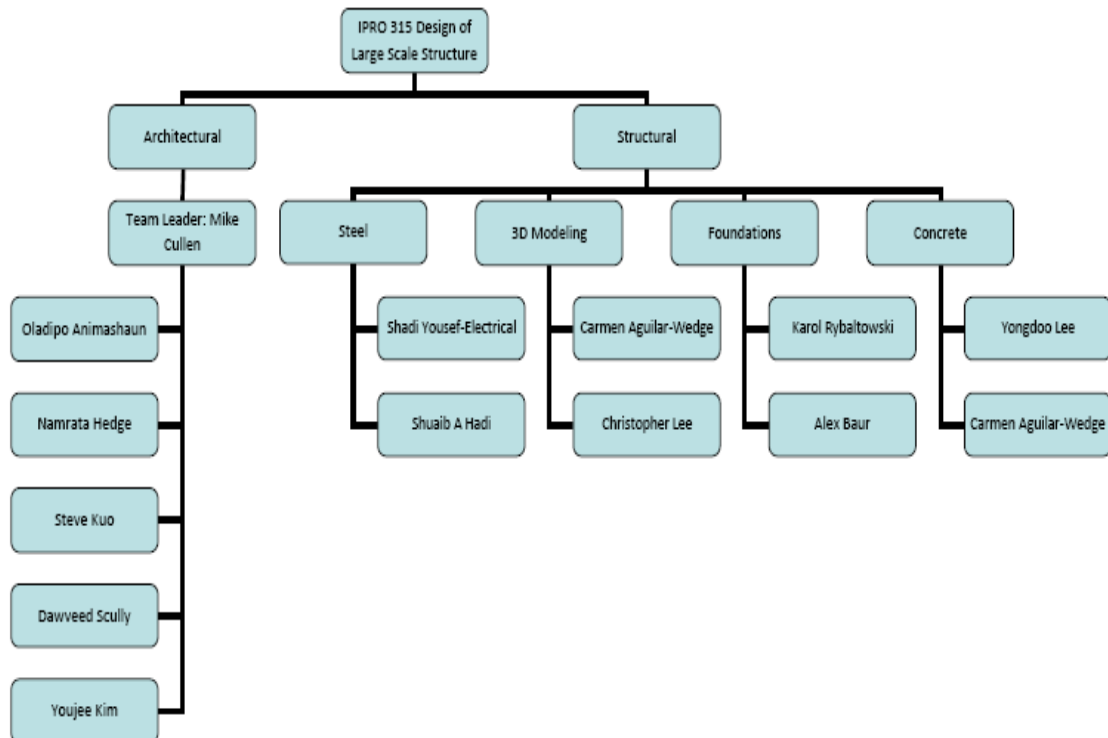 IPRO 315 Design of
Large Scale Structure
Architectural
Structural
Team Leader: Mike
Cullen
Steel
3D Modeling
Foundations
Concrete
Oladipo Animashaun
Shadi Yousef-Electrical
Carmen Aguilar-Wedge
Karol Rybaltowski
Yongdoo Lee
Namrata Hedge
Shuaib A Hadi
Christopher Lee
Alex Baur
Carmen Aguilar-Wedge
Steve Kuo
Dawveed Scully
Youjee Kim